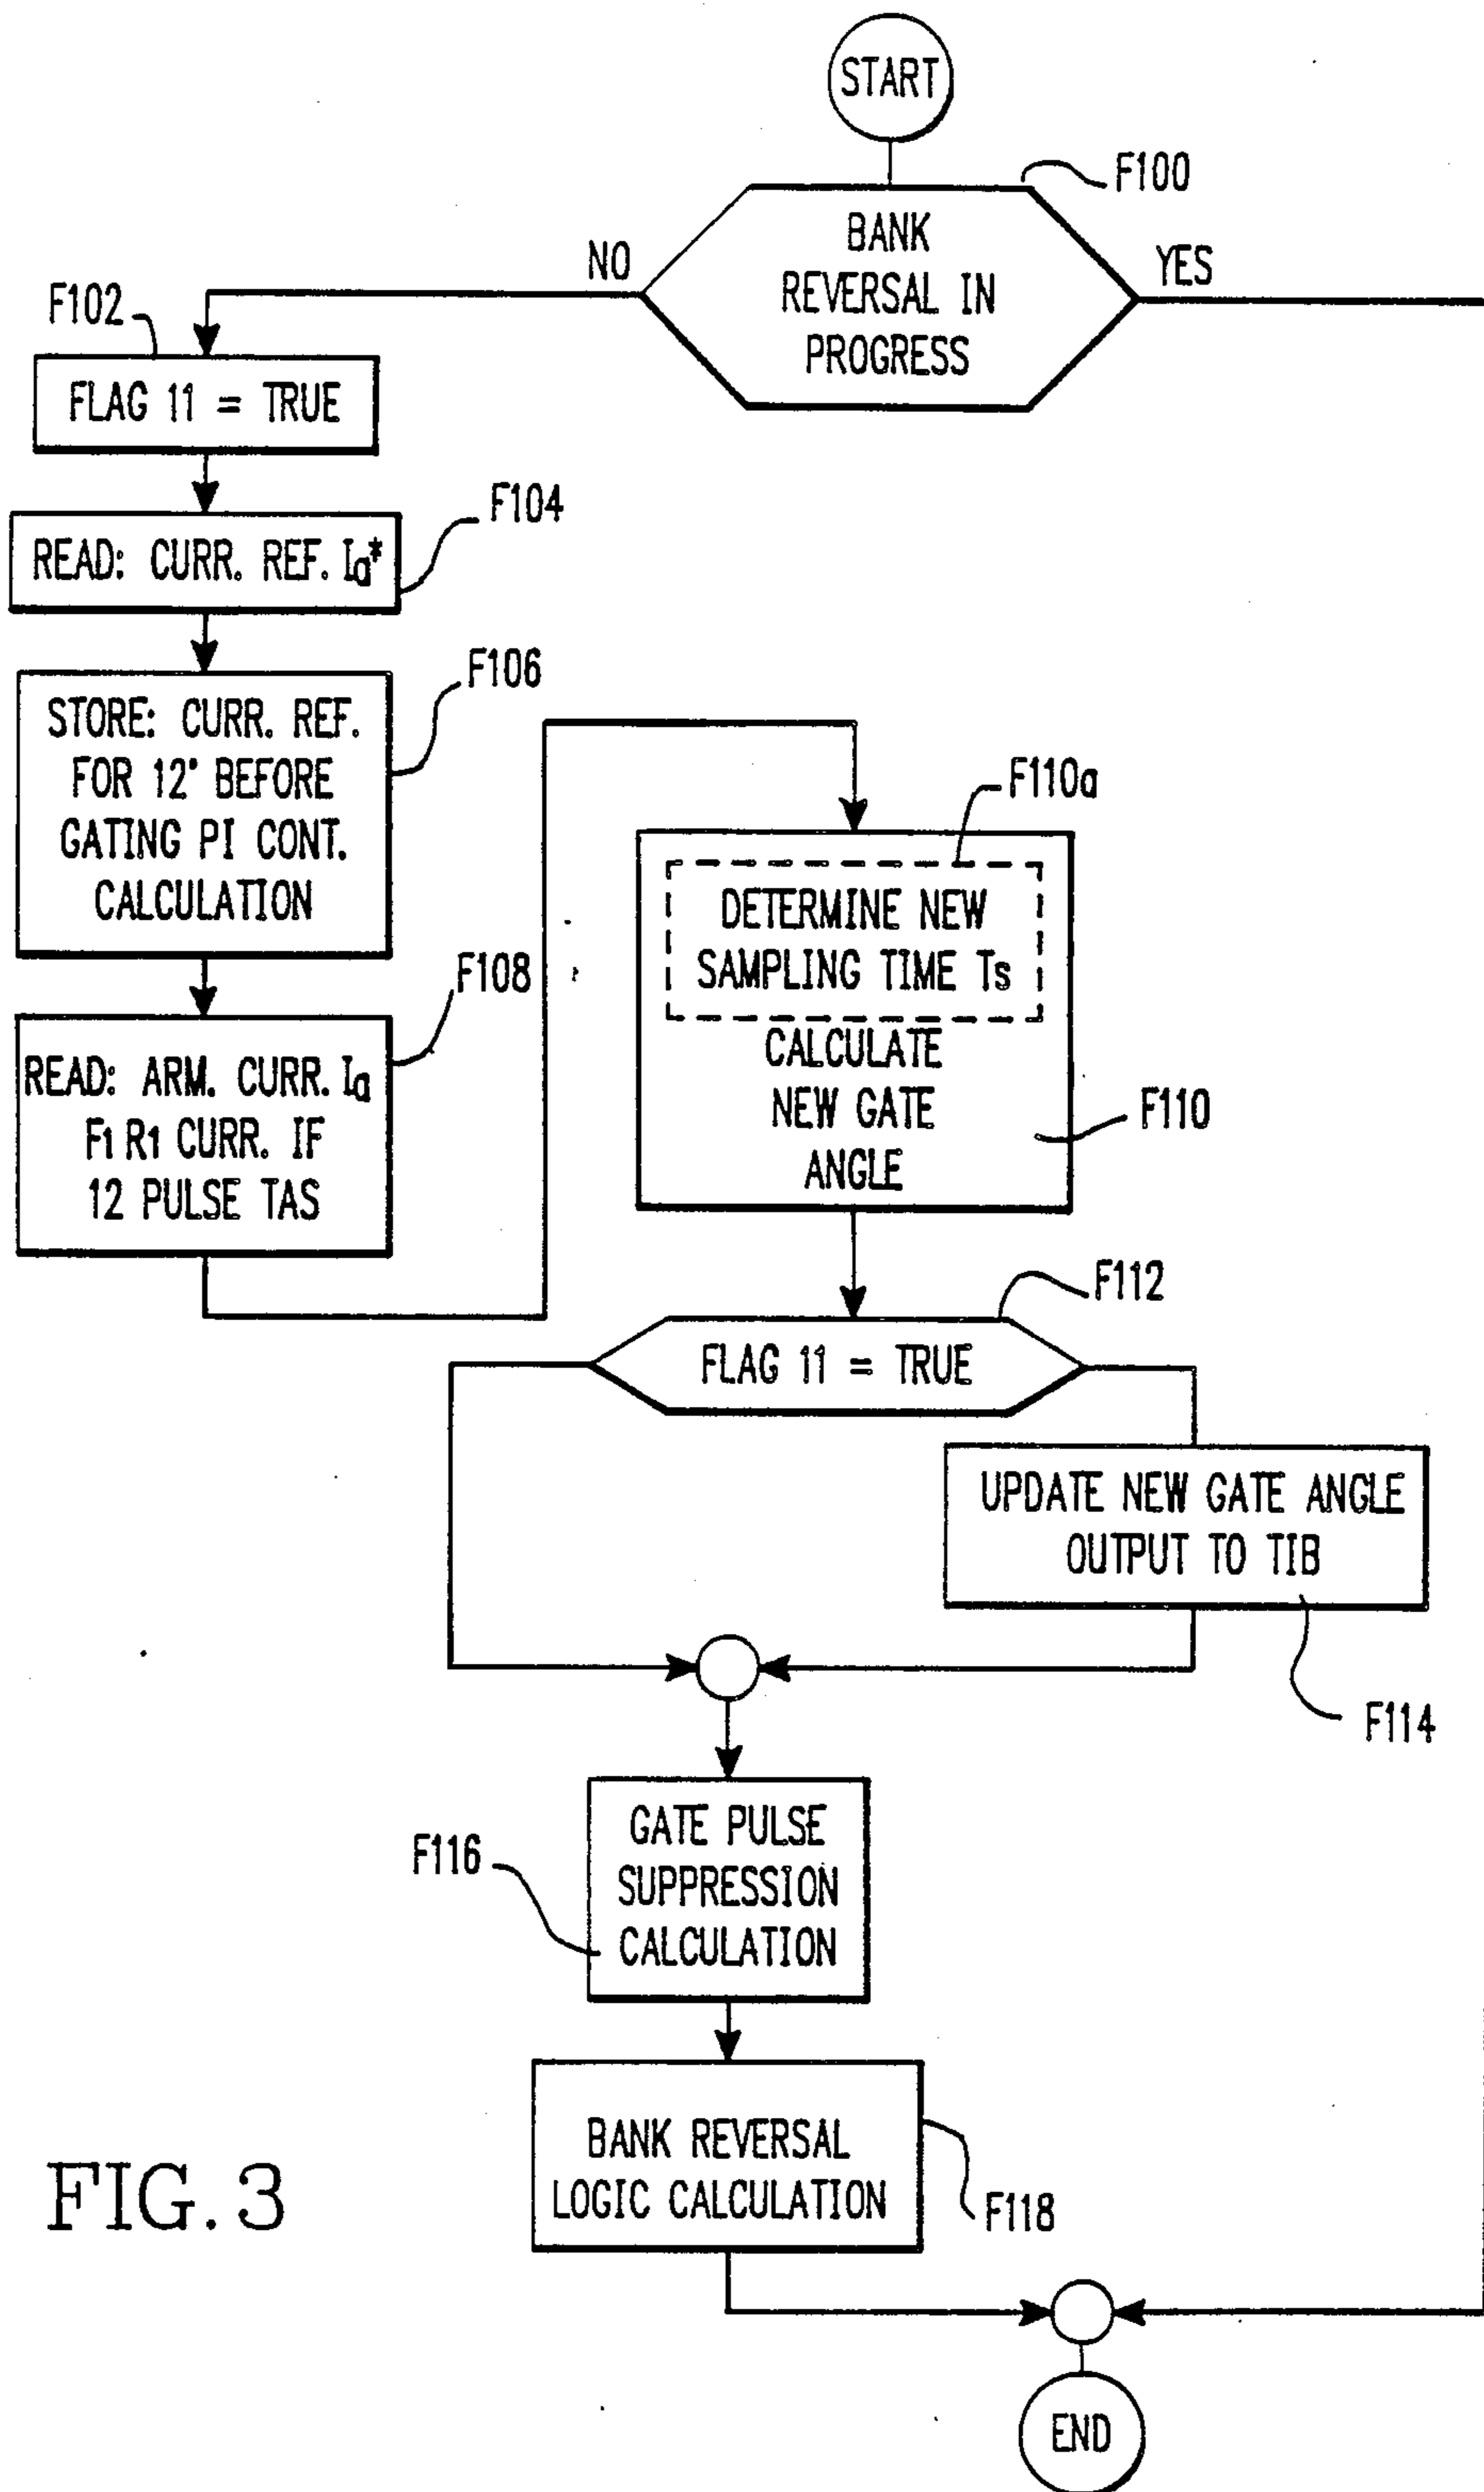 START
F100
BANK
REVERSAL IN
PROGRESS
NO
YES
F102
FLAG 11 = TRUE
F104
READ: CURR. REF. Ia*
F106
STORE: CURR. REF.
FOR 12° BEFORE
GATING PI CONT.
CALCULATION
F108
READ: ARM. CURR. Ia
F1 R1 CURR. IF
12 PULSE TAS
F110a
DETERMINE NEW
SAMPLING TIME Ts
CALCULATE
NEW GATE
ANGLE
F110
F112
FLAG 11 = TRUE
UPDATE NEW GATE ANGLE
OUTPUT TO TIB
F114
F116
GATE PULSE
SUPPRESSION
CALCULATION
BANK REVERSAL
LOGIC CALCULATION
F118
FIG. 3
END